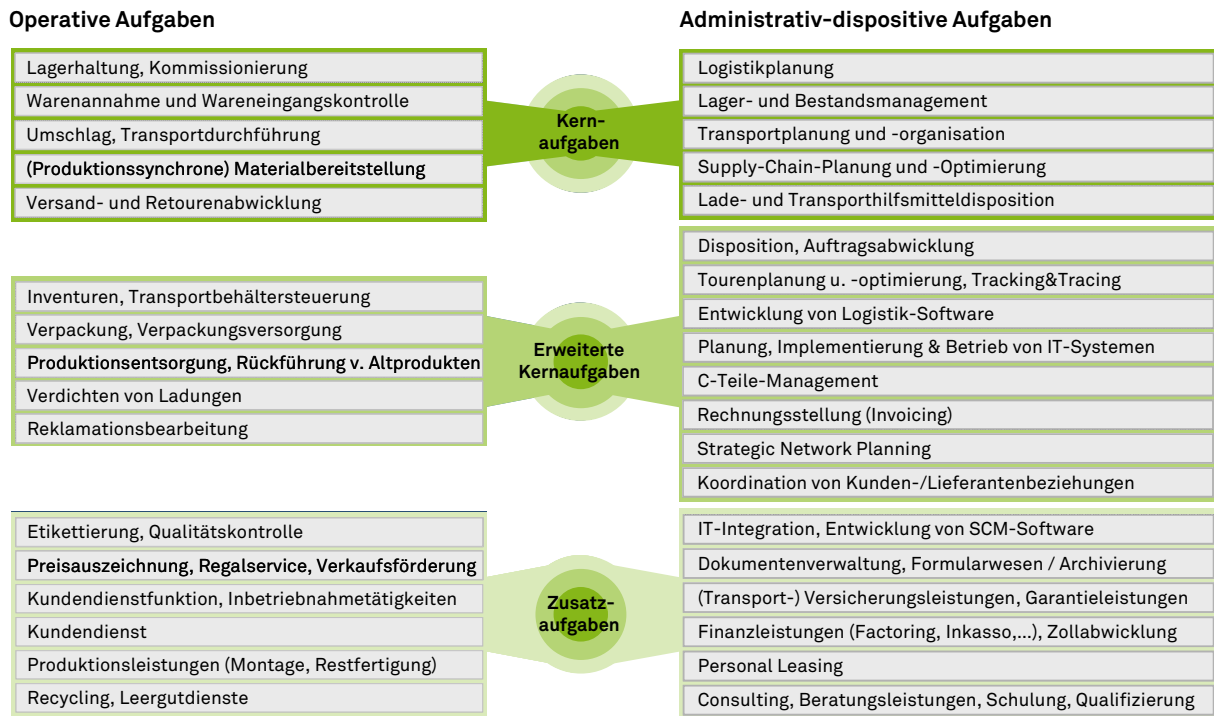 Operative Aufgaben
Administrativ-dispositive Aufgaben
Lagerhaltung, Kommissionierung
Warenannahme und Wareneingangskontrolle
Umschlag, Transportdurchführung
(Produktionssynchrone) Materialbereitstellung
Versand- und Retourenabwicklung
Kern-
aufgaben
Logistikplanung
Lager- und Bestandsmanagement
Transportplanung und -organisation
Supply-Chain-Planung und -Optimierung
Lade- und Transporthilfsmitteldisposition
Inventuren, Transportbehältersteuerung
Verpackung, Verpackungsversorgung
Produktionsentsorgung, Rückführung v. Altprodukten
Verdichten von Ladungen
Reklamationsbearbeitung
Erweiterte
Kernaufgaben
Disposition, Auftragsabwicklung
Tourenplanung u. -optimierung, Tracking&Tracing
Entwicklung von Logistik-Software
Planung, Implementierung & Betrieb von IT-Systemen
C-Teile-Management
Rechnungsstellung (Invoicing)
Strategic Network Planning
Koordination von Kunden-/Lieferantenbeziehungen
Etikettierung, Qualitätskontrolle
Preisauszeichnung, Regalservice, Verkaufsförderung
Kundendienstfunktion, Inbetriebnahmetätigkeiten
Kundendienst
Produktionsleistungen (Montage, Restfertigung)
Recycling, Leergutdienste
Zusatz-
aufgaben
IT-Integration, Entwicklung von SCM-Software
Dokumentenverwaltung, Formularwesen / Archivierung
(Transport-) Versicherungsleistungen, Garantieleistungen
Finanzleistungen (Factoring, Inkasso,...), Zollabwicklung
Personal Leasing
Consulting, Beratungsleistungen, Schulung, Qualifizierung